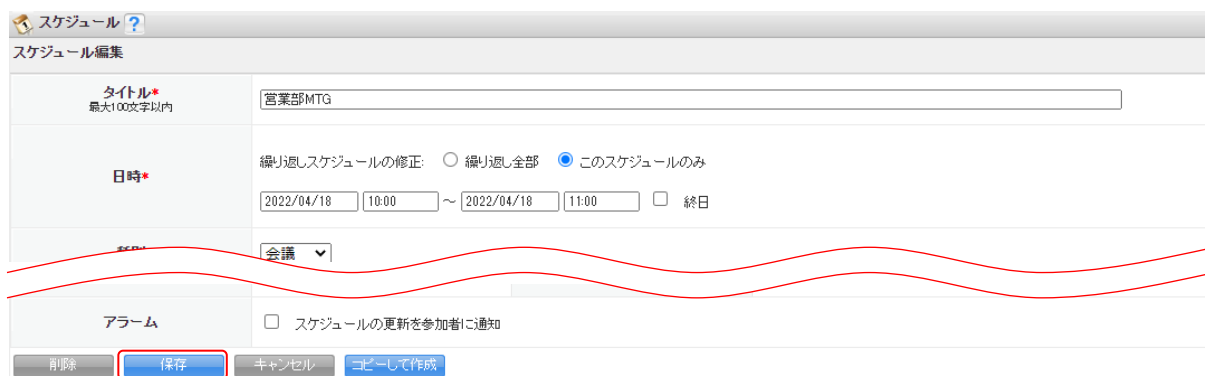 スケジュール ?
スケジュール編集
タイトル*
最大100文字以内
営業部MTG
日時*
繰り返しスケジュールの修正: 繰り返し全部 このスケジュールのみ
2022/04/18 10:00 ～ 2022/04/18 11:00 終日
会議
アラーム
スケジュールの更新を参加者に通知
削除 保存 キャンセル コピーして作成